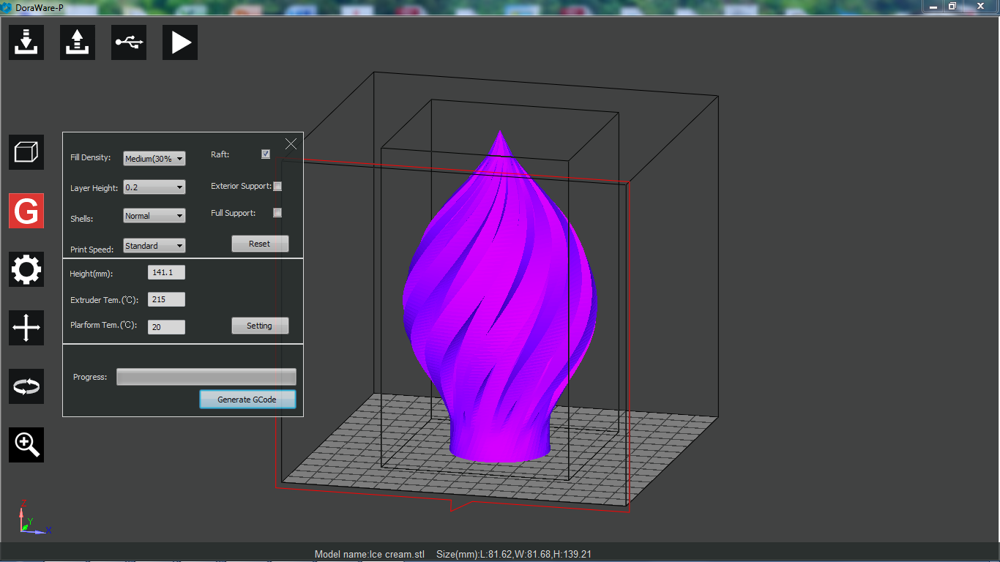 DoraWare-P
Fill Density: Medium(30%
Raft:
Layer Height: 0.2
Exterior Support:
Shells: Normal
Full Support:
Print Speed: Standard
Reset
Height(mm): 141.1
Extruder Tem.(℃): 215
Plarform Tem.(℃): 20
Setting
Progress:
Generate GCode
G
Z
Y
X
Model name:Ice cream.stl Size(mm):L:81.62,W:81.68,H:139.21